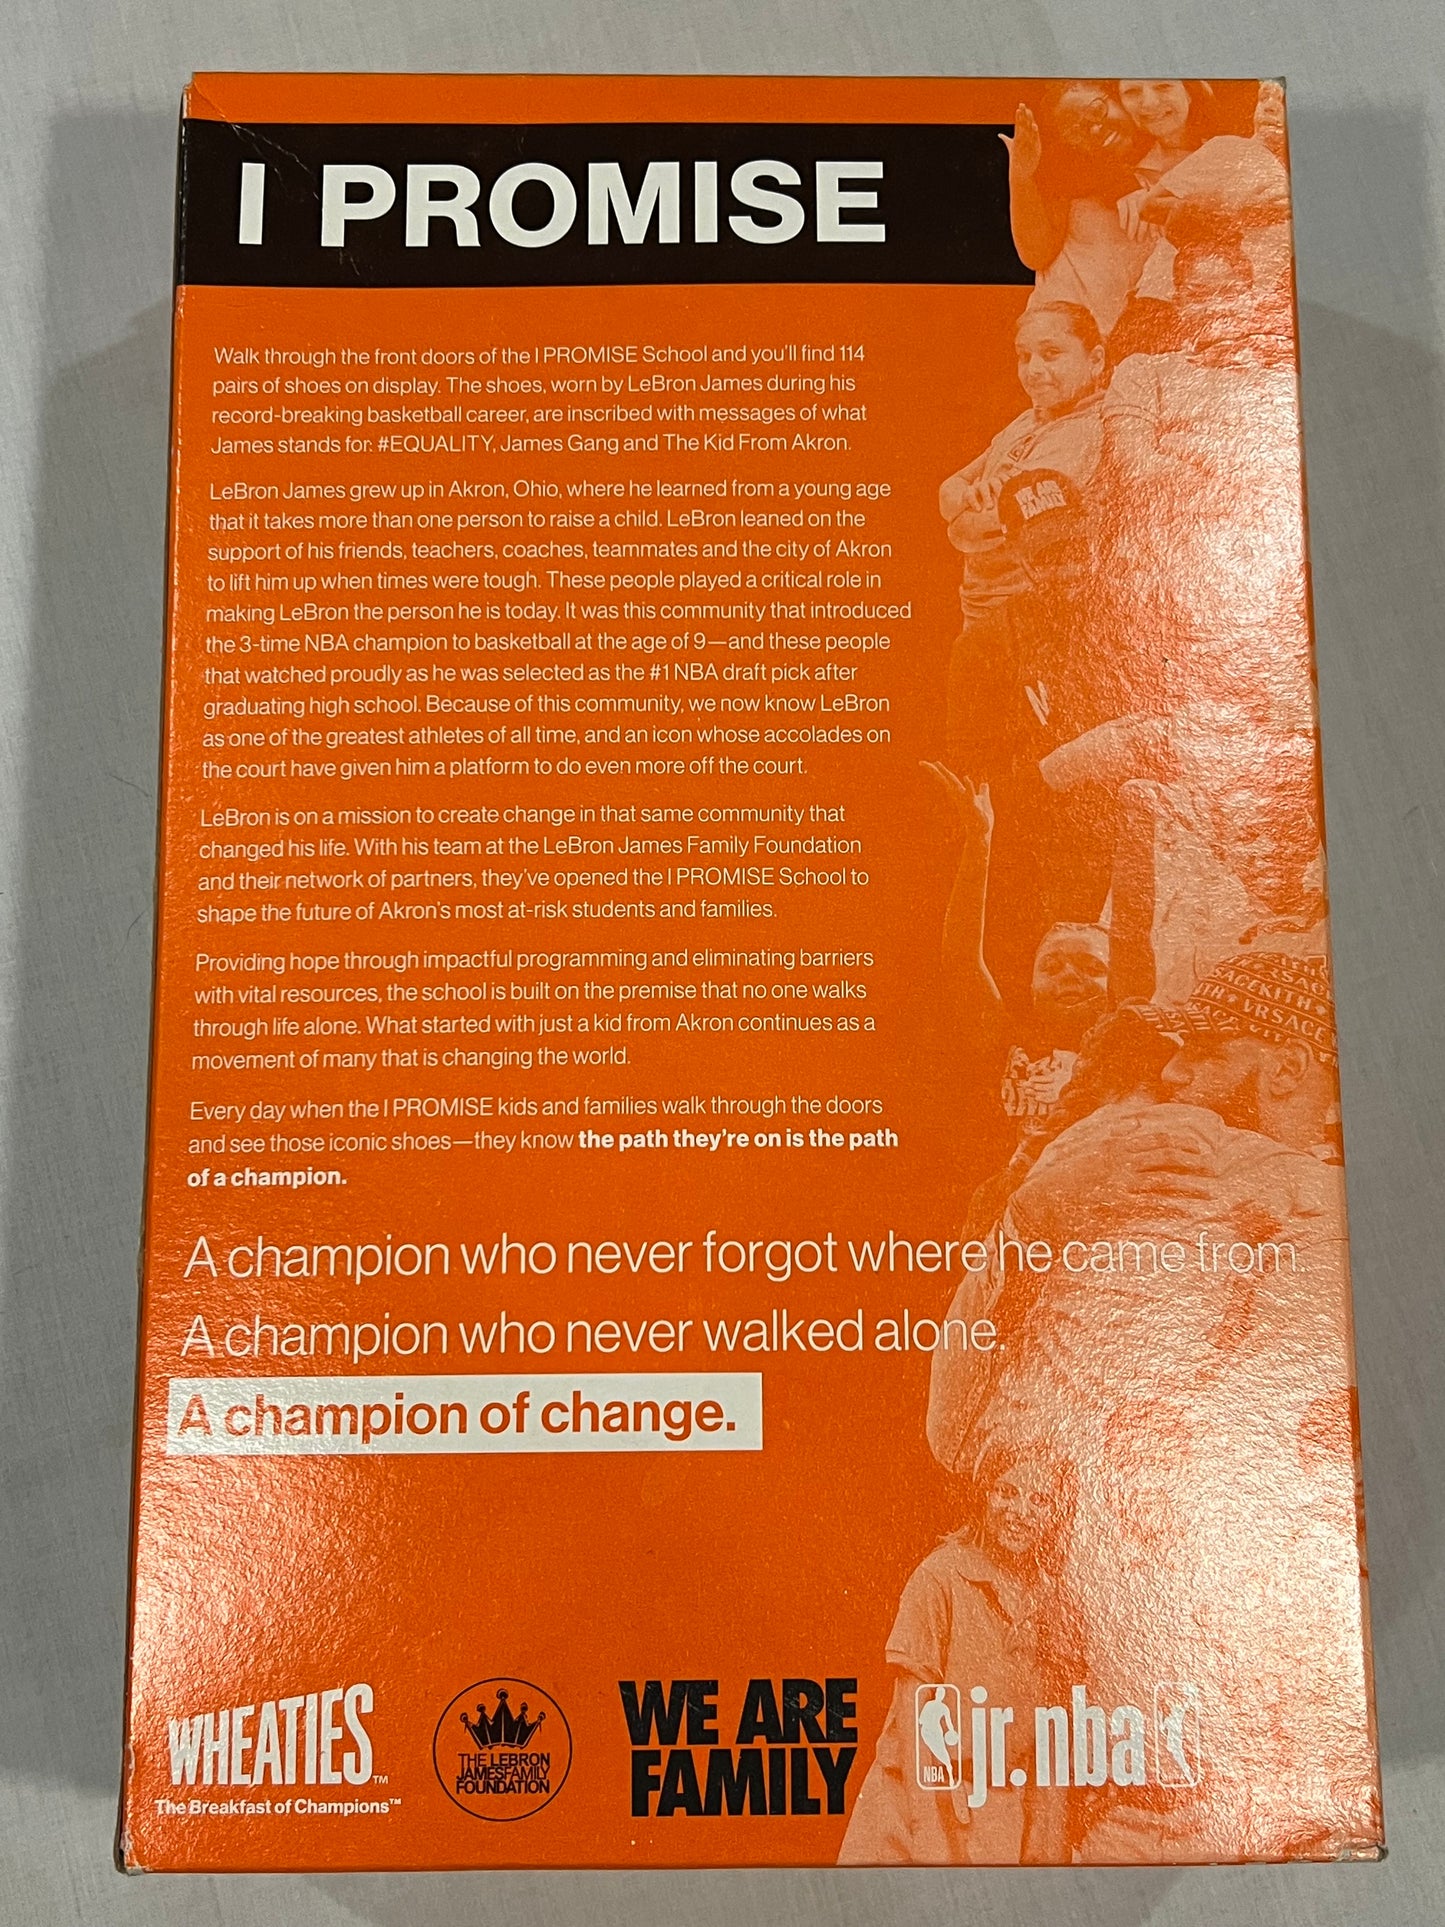 I PROMISE
Walk through the front doors of the I PROMISE School and you'll find 114
pairs of shoes on display. The shoes, worn by LeBron James during his
record-breaking basketball career, are inscribed with messages of what
James stands for: #EQUALITY, James Gang and The Kid From Akron.
LeBron James grew up in Akron, Ohio, where he learned from a young age
that it takes more than one person to raise a child. LeBron leaned on the
support of his friends, teachers, coaches, teammates and the city of Akron
to lift him up when times were tough. These people played a critical role in
making LeBron the person he is today. It was this community that introduced
the 3-time NBA champion to basketball at the age of 9—and these people
that watched proudly as he was selected as the #1 NBA draft pick after
graduating high school. Because of this community, we now know LeBron
as one of the greatest athletes of all time, and an icon whose accolades on
the court have given him a platform to do even more off the court.
LeBron is on a mission to create change in that same community that
changed his life. With his team at the LeBron James Family Foundation
and their network of partners, they've opened the I PROMISE School to
shape the future of Akron's most at-risk students and families.
Providing hope through impactful programming and eliminating barriers
with vital resources, the school is built on the premise that no one walks
through life alone. What started with just a kid from Akron continues as a
movement of many that is changing the world.
Every day when the I PROMISE kids and families walk through the doors
and see those iconic shoes—they know the path they're on is the path
of a champion.
A champion who never forgot where he came from.
A champion who never walked alone.
A champion of change.
WHEATIES™
The Breakfast of Champions™
THE LEBRON
JAMES FAMILY
FOUNDATION
WE ARE
FAMILY
NBA
jr.nba
WE ARE
FAMILY